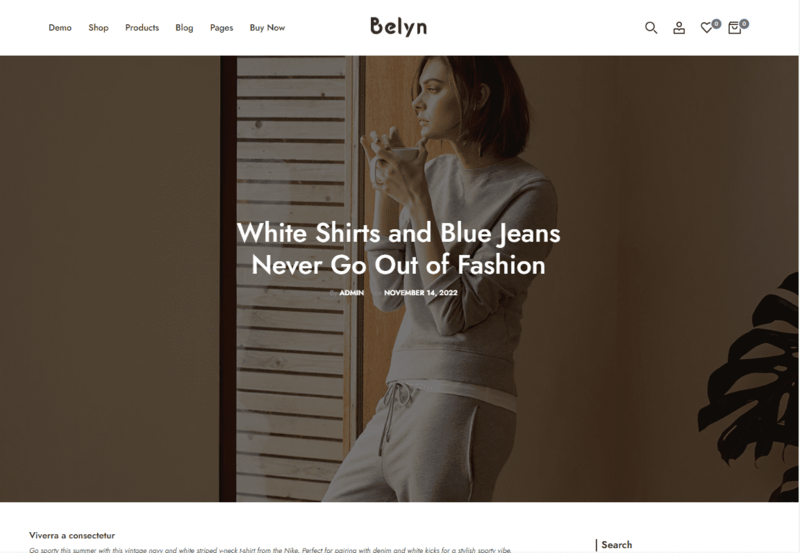 Demo Shop Products Blog Pages Buy Now
Belyn
0 0
White Shirts and Blue Jeans
Never Go Out of Fashion
ADMIN NOVEMBER 14, 2022
Viverra a consectetur
Go sporty this summer with this vintage navy and white striped v-neck t-shirt from the Nike. Perfect for pairing with denim and white kicks for a stylish sporty vibe.
Search